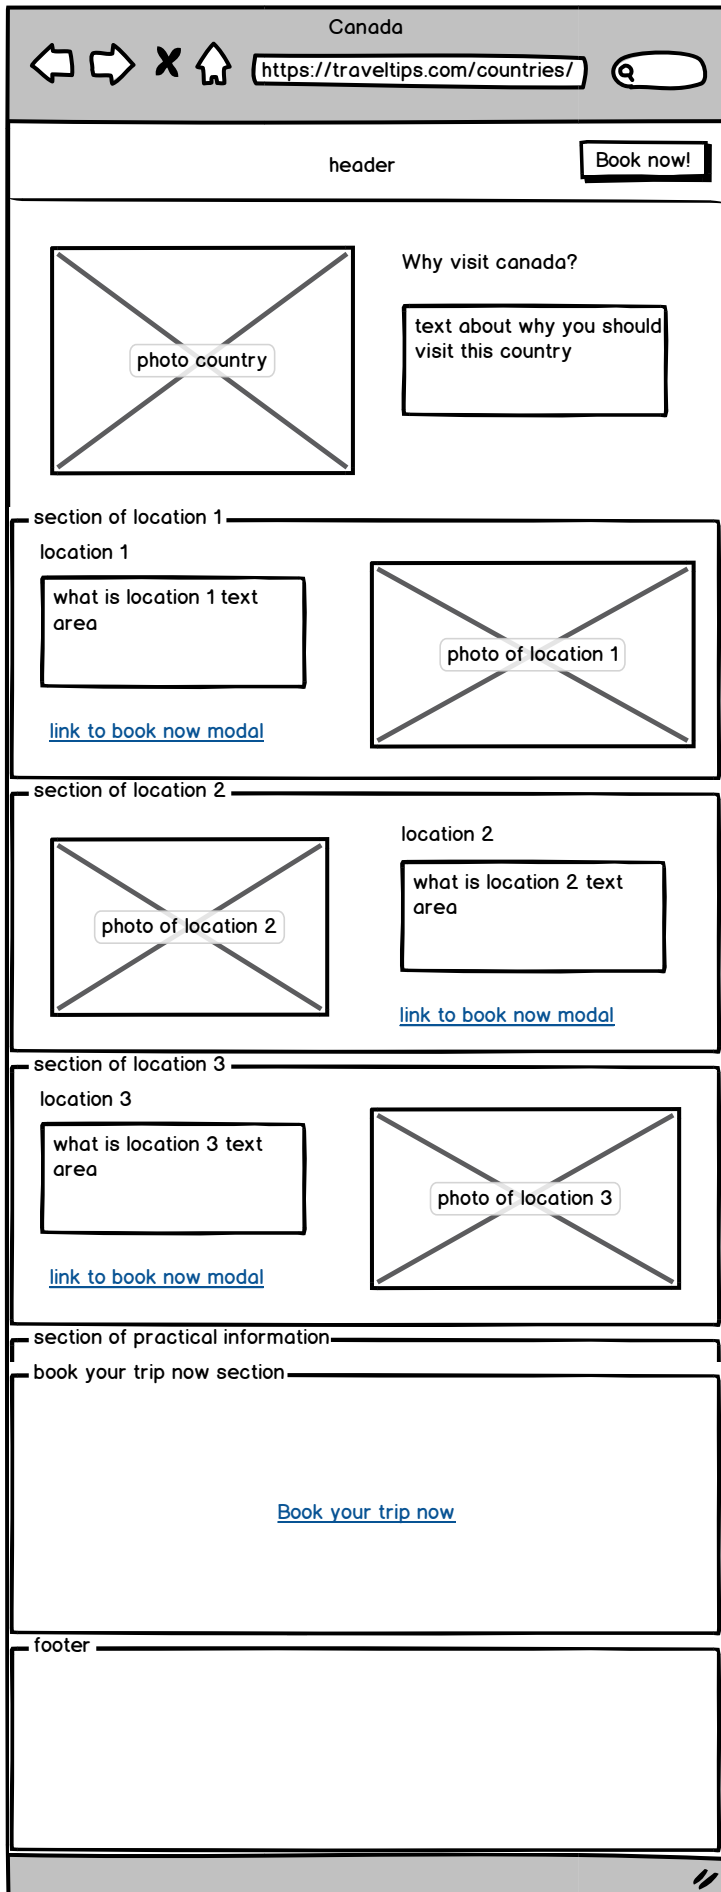 Canada
https://traveltips.com/countries/
header
Book now!
Why visit canada?
photo country
text about why you should
visit this country
section of location 1
location 1
what is location 1 text
area
photo of location 1
link to book now modal
section of location 2
location 2
what is location 2 text
area
photo of location 2
link to book now modal
section of location 3
location 3
what is location 3 text
area
photo of location 3
link to book now modal
section of practical information
book your trip now section
Book your trip now
footer